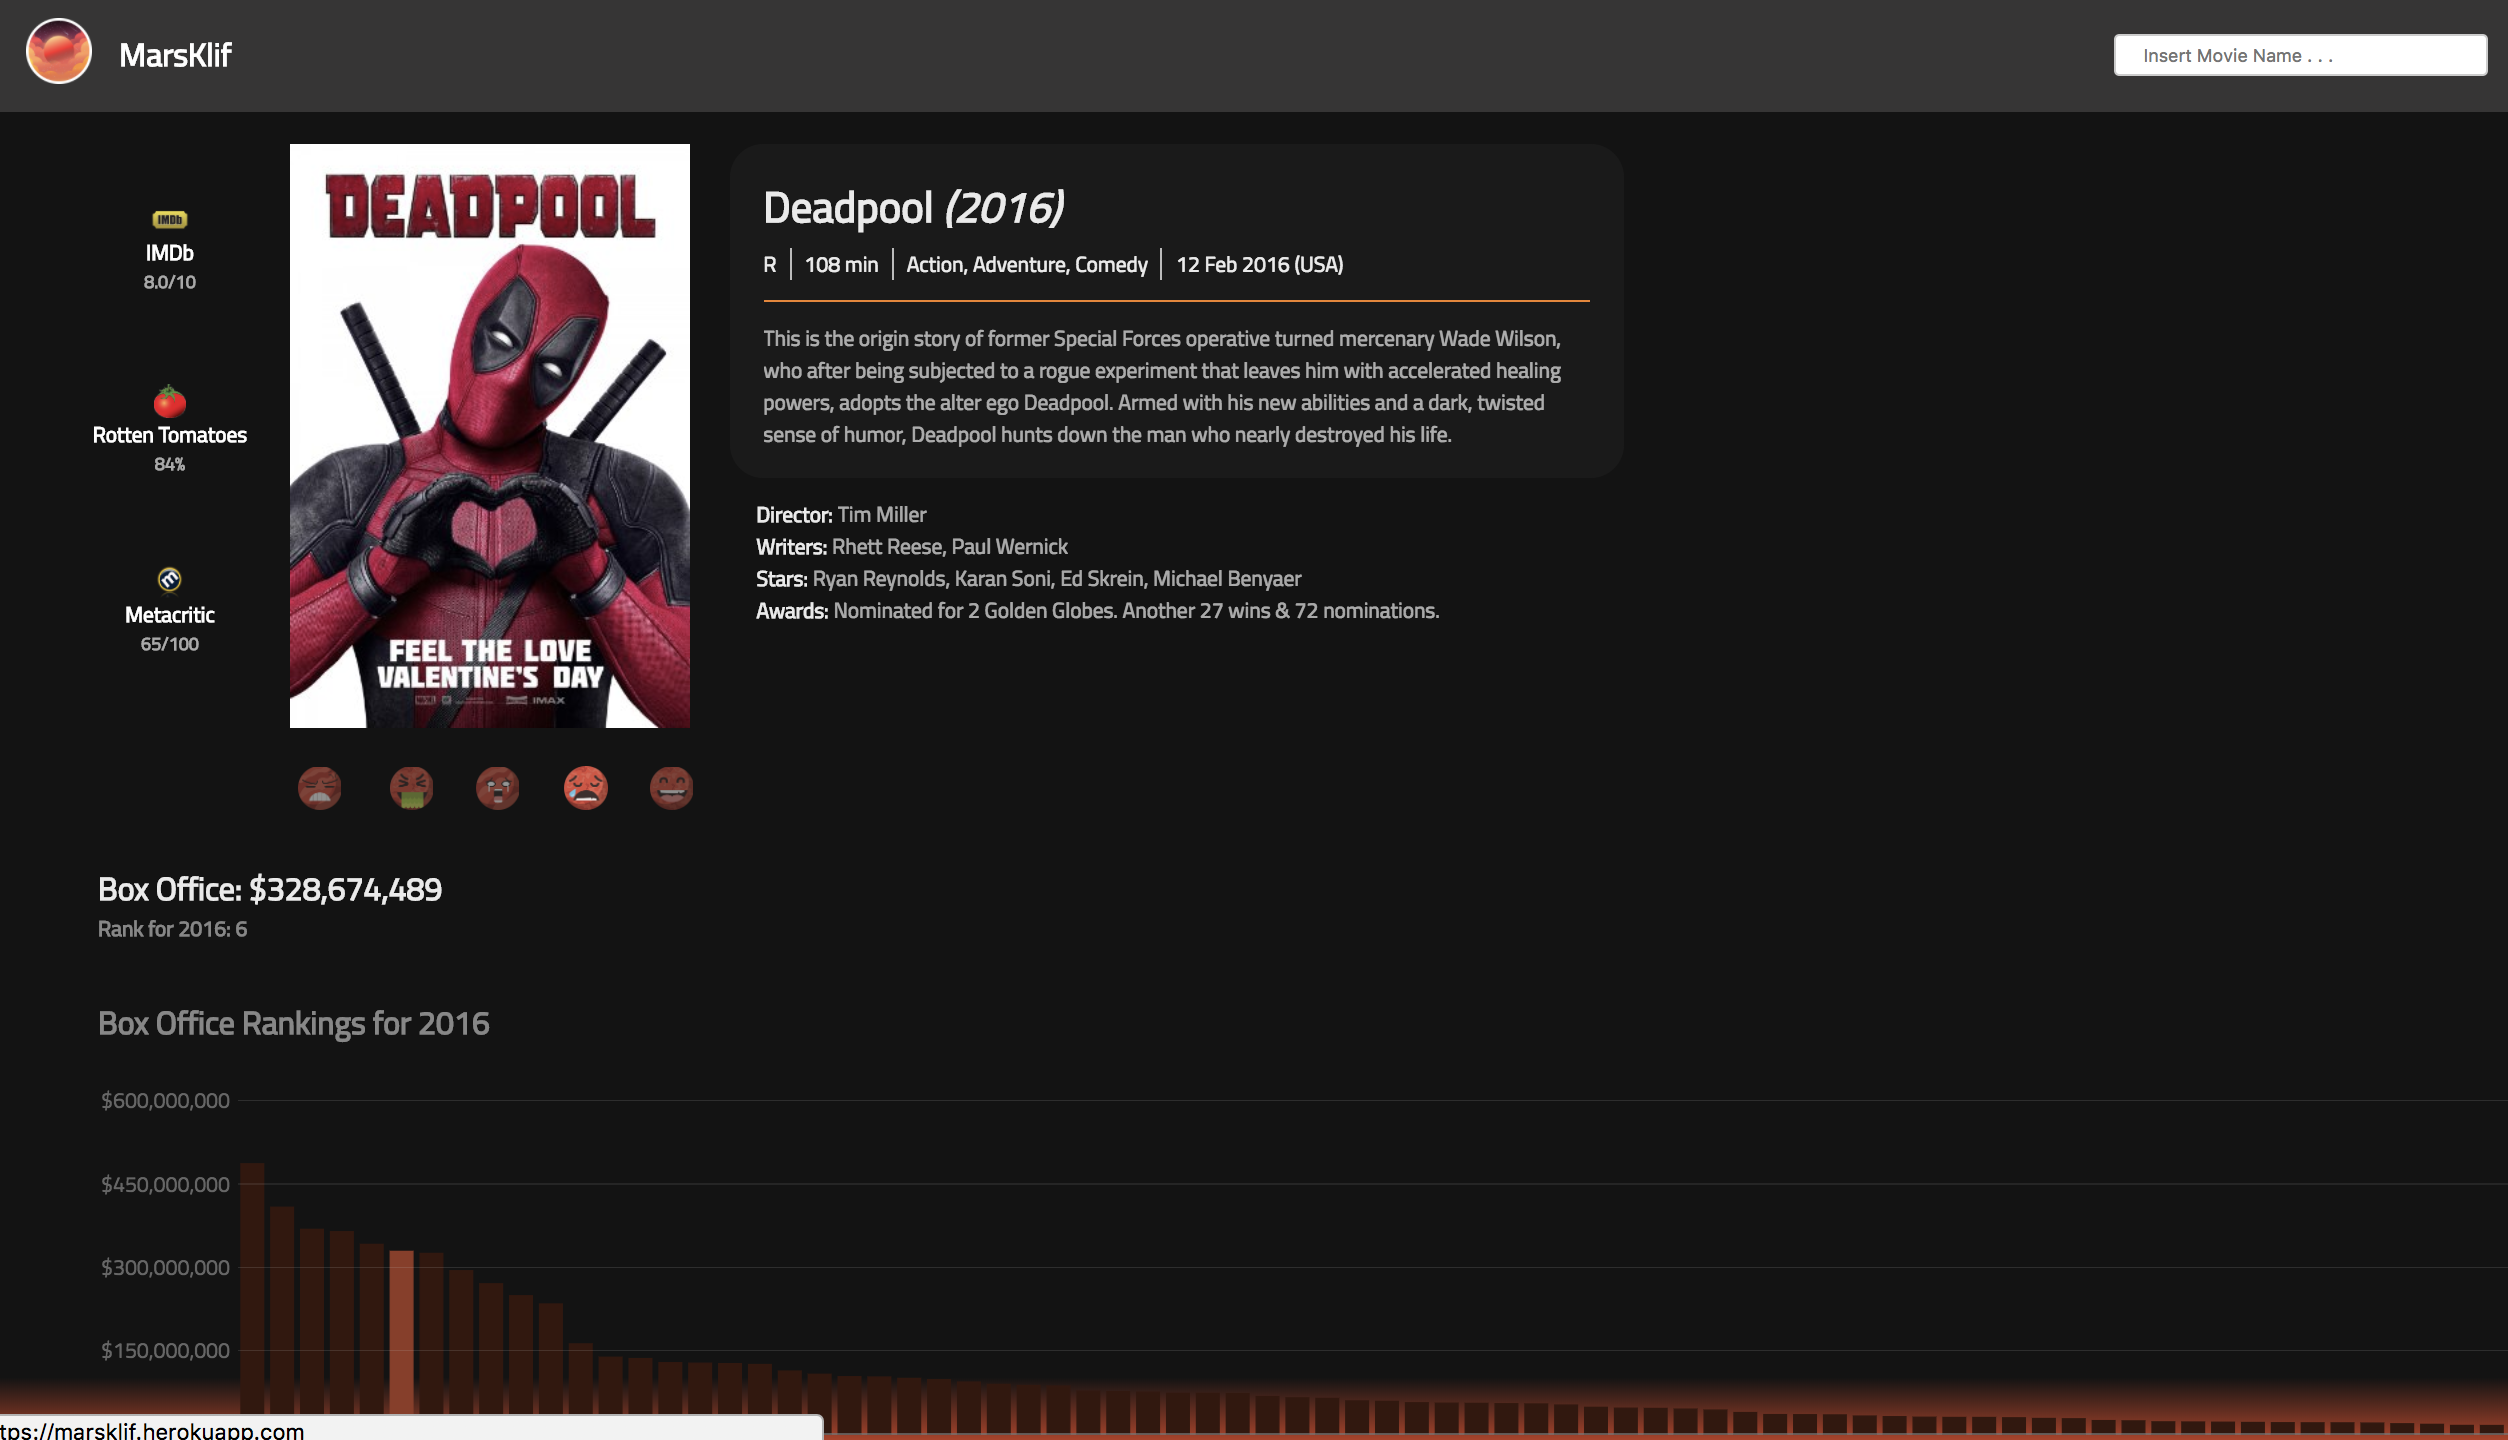 MarsKlif
Insert Movie Name . . .
IMDb
IMDb
8.0/10
Rotten Tomatoes
84%
Metacritic
65/100
DEADPOOL
FEEL THE LOVE
VALENTINE'S DAY
IMAX
Deadpool (2016)
R | 108 min | Action, Adventure, Comedy | 12 Feb 2016 (USA)
This is the origin story of former Special Forces operative turned mercenary Wade Wilson,
who after being subjected to a rogue experiment that leaves him with accelerated healing
powers, adopts the alter ego Deadpool. Armed with his new abilities and a dark, twisted
sense of humor, Deadpool hunts down the man who nearly destroyed his life.
Director: Tim Miller
Writers: Rhett Reese, Paul Wernick
Stars: Ryan Reynolds, Karan Soni, Ed Skrein, Michael Benyaer
Awards: Nominated for 2 Golden Globes. Another 27 wins & 72 nominations.
Box Office: $328,674,489
Rank for 2016: 6
Box Office Rankings for 2016
$600,000,000
$450,000,000
$300,000,000
$150,000,000
tps://marsklif.herokuapp.com